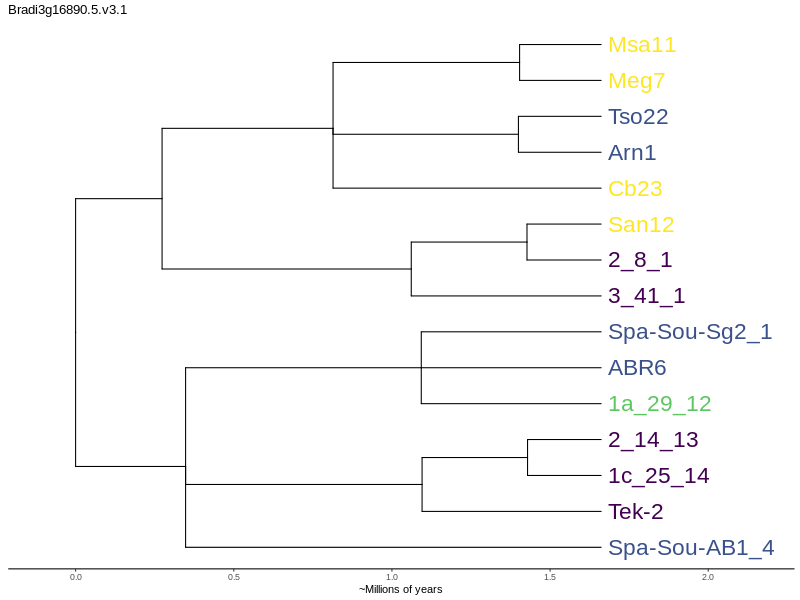 Bradi3g16890.5.v3.1
Msa11
Meg7
Tso22
Arn1
Cb23
San12
2_8_1
3_41_1
Spa-Sou-Sg2_1
ABR6
1a_29_12
2_14_13
1c_25_14
Tek-2
Spa-Sou-AB1_4
0.0 0.5 1.0 1.5 2.0
~Millions of years